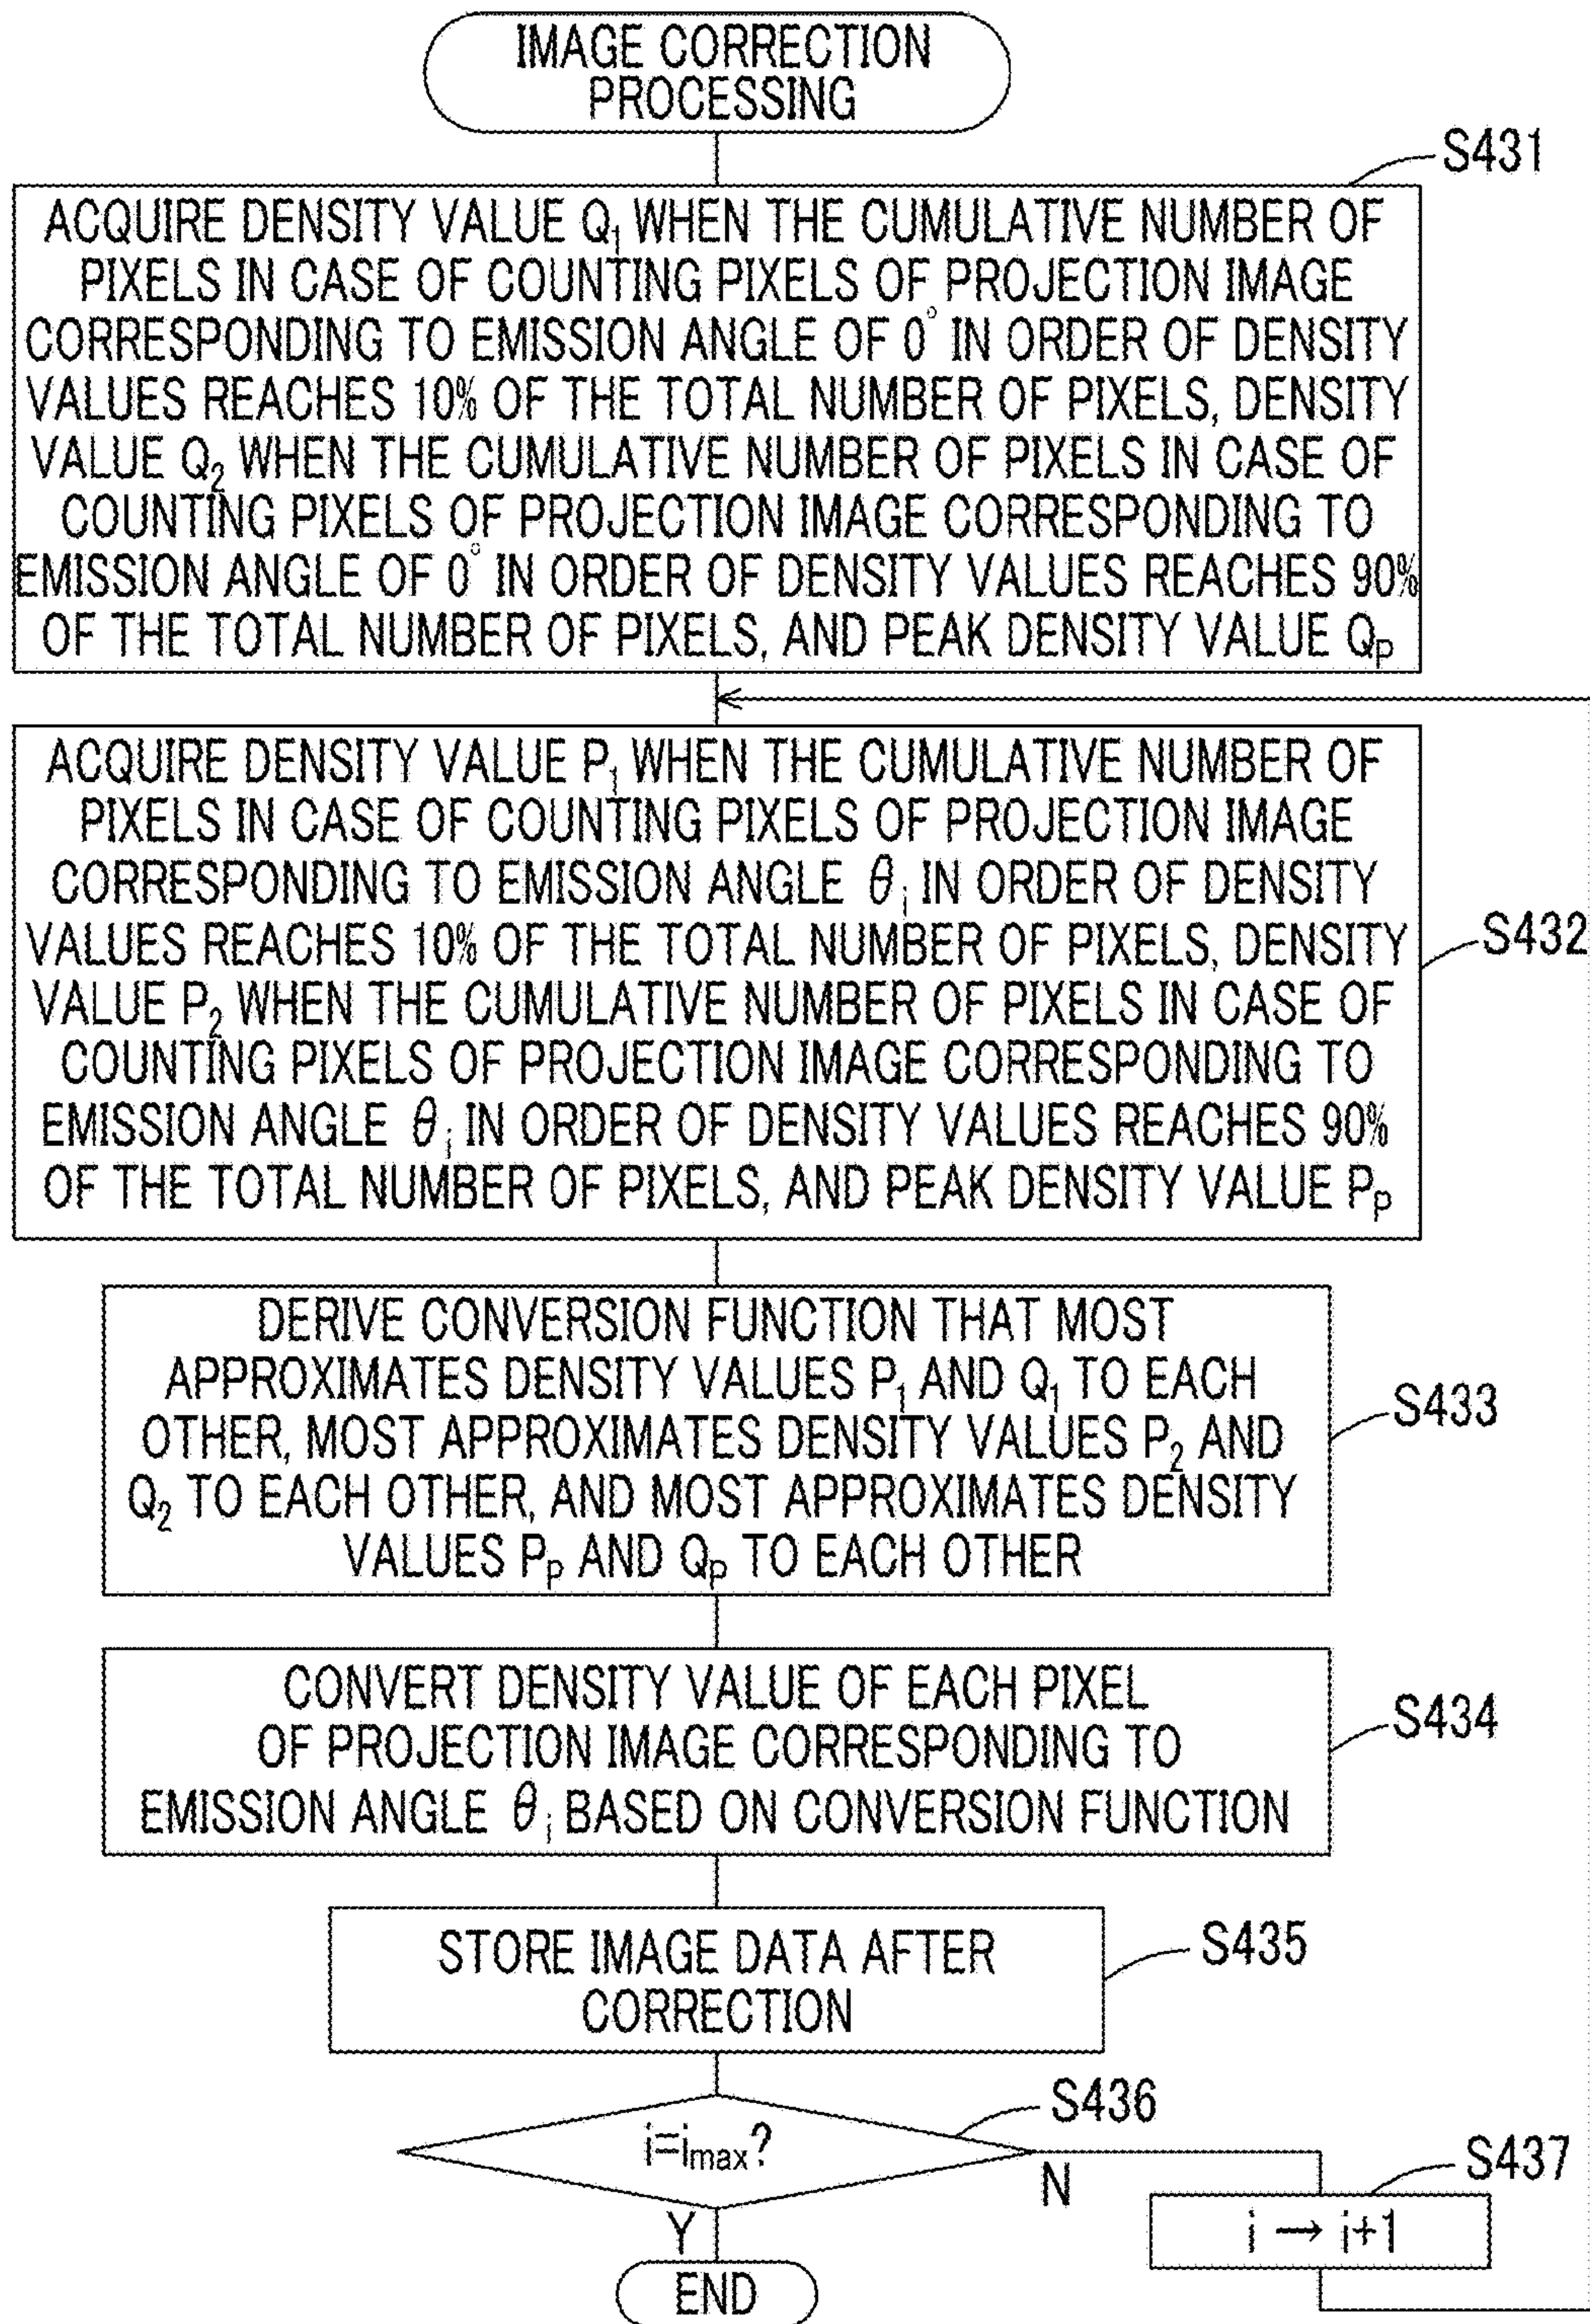 IMAGE CORRECTION
PROCESSING
S431
ACQUIRE DENSITY VALUE Q₁ WHEN THE CUMULATIVE NUMBER OF
PIXELS IN CASE OF COUNTING PIXELS OF PROJECTION IMAGE
CORRESPONDING TO EMISSION ANGLE OF 0° IN ORDER OF DENSITY
VALUES REACHES 10% OF THE TOTAL NUMBER OF PIXELS, DENSITY
VALUE Q₂ WHEN THE CUMULATIVE NUMBER OF PIXELS IN CASE OF
COUNTING PIXELS OF PROJECTION IMAGE CORRESPONDING TO
EMISSION ANGLE OF 0° IN ORDER OF DENSITY VALUES REACHES 90%
OF THE TOTAL NUMBER OF PIXELS, AND PEAK DENSITY VALUE Qₚ
ACQUIRE DENSITY VALUE P₁ WHEN THE CUMULATIVE NUMBER OF
PIXELS IN CASE OF COUNTING PIXELS OF PROJECTION IMAGE
CORRESPONDING TO EMISSION ANGLE θᵢ IN ORDER OF DENSITY
VALUES REACHES 10% OF THE TOTAL NUMBER OF PIXELS, DENSITY
VALUE P₂ WHEN THE CUMULATIVE NUMBER OF PIXELS IN CASE OF
COUNTING PIXELS OF PROJECTION IMAGE CORRESPONDING TO
EMISSION ANGLE θᵢ IN ORDER OF DENSITY VALUES REACHES 90%
OF THE TOTAL NUMBER OF PIXELS, AND PEAK DENSITY VALUE Pₚ
S432
DERIVE CONVERSION FUNCTION THAT MOST
APPROXIMATES DENSITY VALUES P₁ AND Q₁ TO EACH
OTHER, MOST APPROXIMATES DENSITY VALUES P₂ AND
Q₂ TO EACH OTHER, AND MOST APPROXIMATES DENSITY
VALUES Pₚ AND Qₚ TO EACH OTHER
S433
CONVERT DENSITY VALUE OF EACH PIXEL
OF PROJECTION IMAGE CORRESPONDING TO
EMISSION ANGLE θᵢ BASED ON CONVERSION FUNCTION
S434
STORE IMAGE DATA AFTER
CORRECTION
S435
i=iₘₐₓ?
S436
N
Y
S437
i → i+1
END